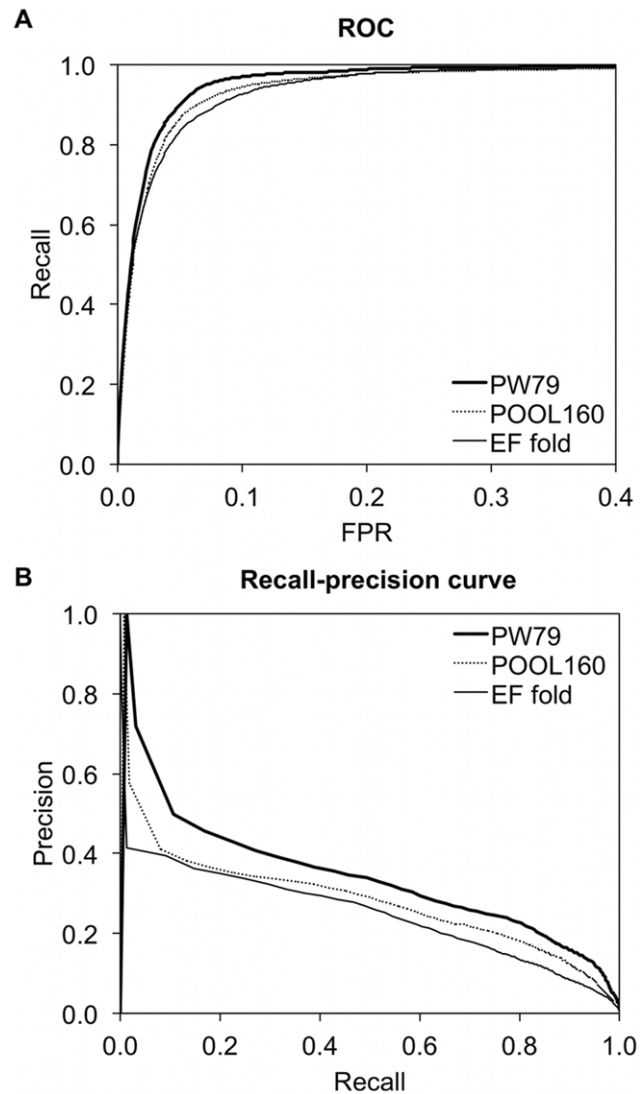 A
ROC
1.0
0.8
0.6
0.4
0.2
0.0
Recall
PW79
POOL160
EF fold
0.0 0.1 0.2 0.3 0.4
FPR
B
Recall-precision curve
1.0
0.8
0.6
0.4
0.2
0.0
Precision
PW79
POOL160
EF fold
0.0 0.2 0.4 0.6 0.8 1.0
Recall